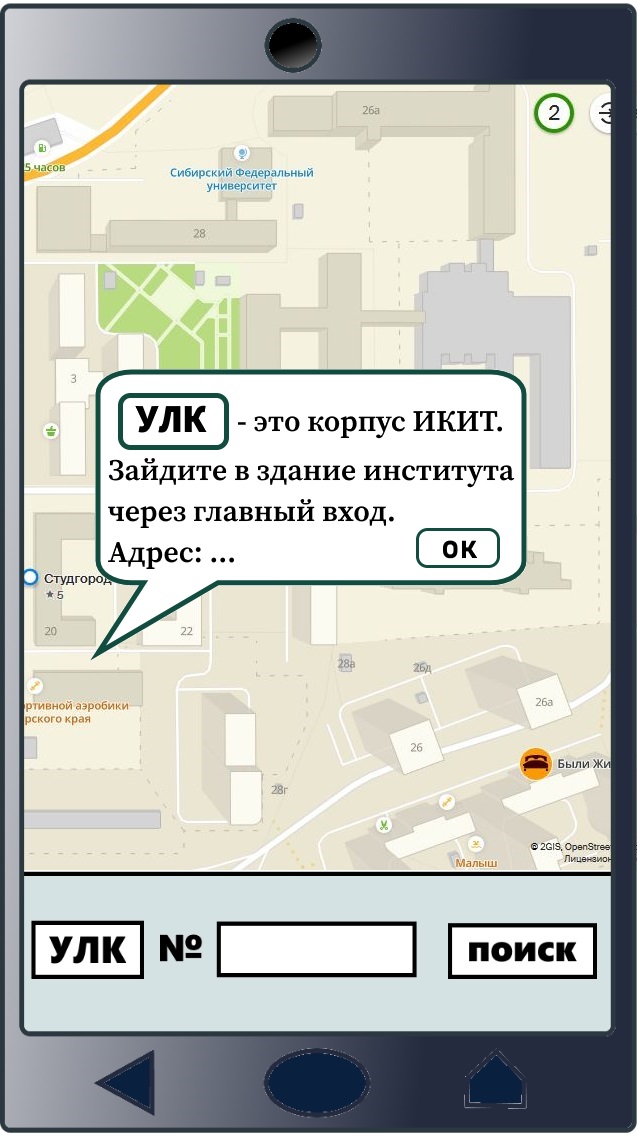 26а
2
5 часов
Сибирский Федеральный
университет
28
3
УЛК - это корпус ИКИТ.
Зайдите в здание института
через главный вход.
Адрес: ...
ОК
Студгород
★ 5
20
22
28а
26д
ортивной аэробики
рского края
26а
26
Были Жи
28г
Малыш
© 2GIS, OpenStree
Лицензион
УЛК № поиск